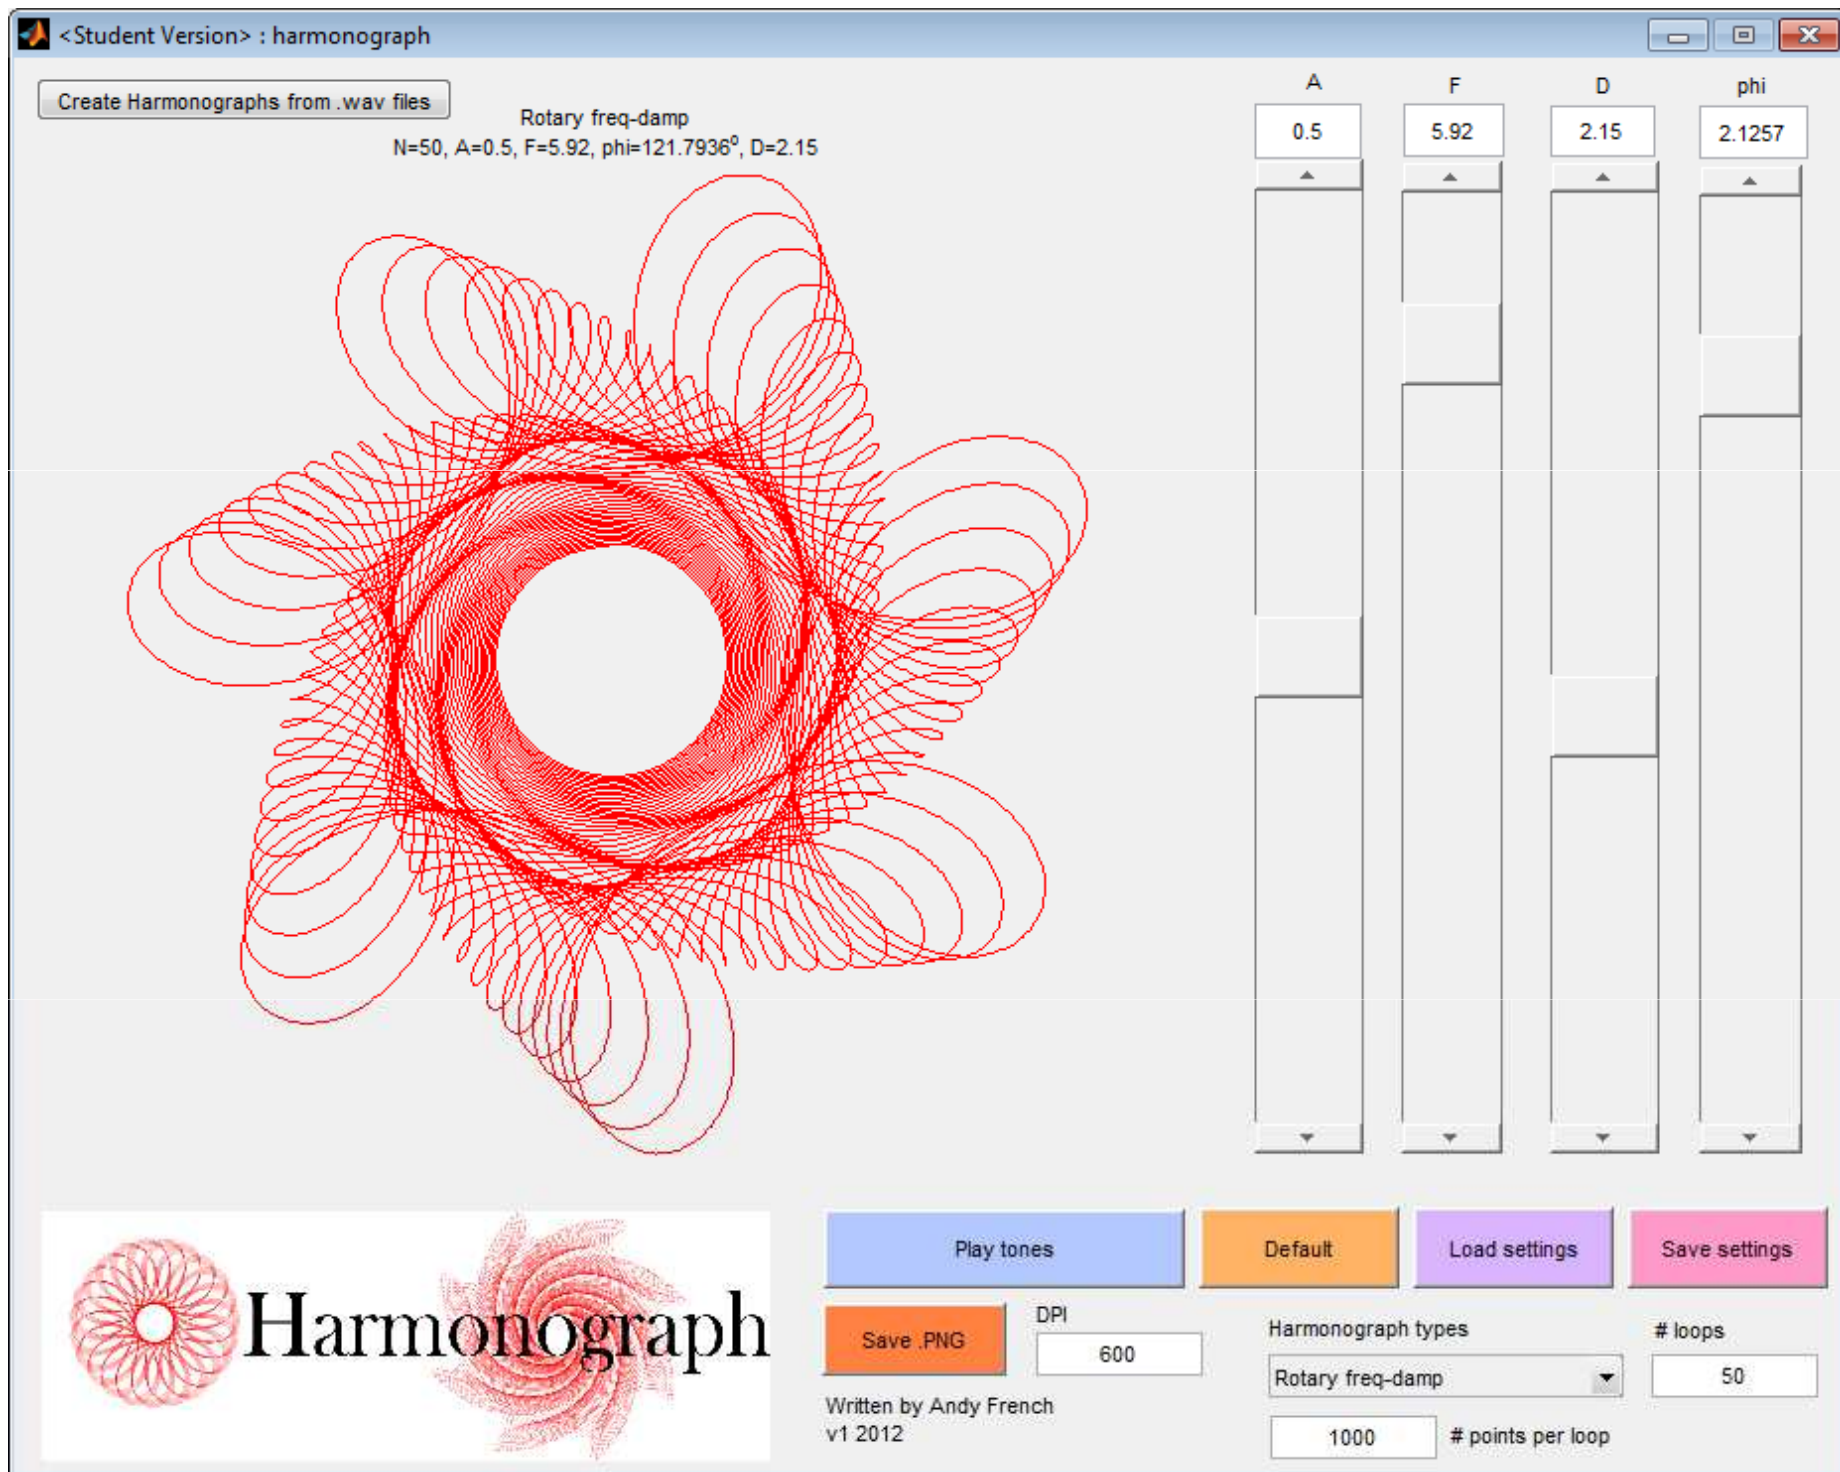 <Student Version> : harmonograph
Create Harmonographs from .wav files
Rotary freq-damp
N=50, A=0.5, F=5.92, phi=121.7936⁰, D=2.15
A F D phi
0.5 5.92 2.15 2.1257
Harmonograph
Play tones Default Load settings Save settings
Save .PNG
DPI
600
Harmonograph types
# loops
Rotary freq-damp
50
Written by Andy French
v1 2012
1000 # points per loop